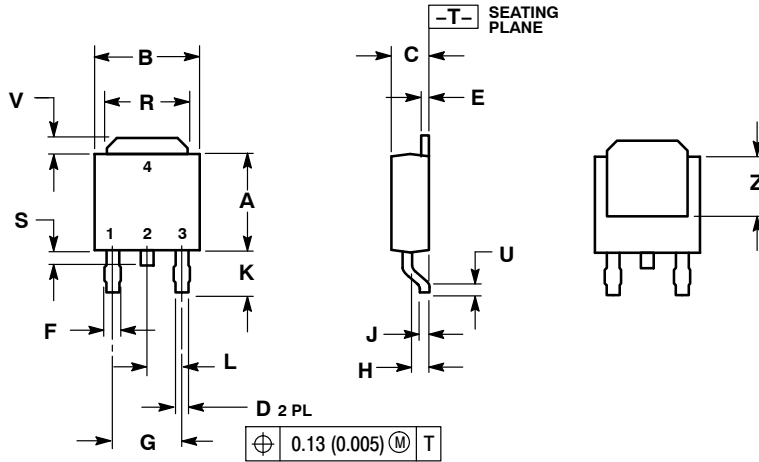 –T– SEATING
PLANE
B
C
V
R
E
4
Z
A
S
1 2 3
U
K
F
J
L
H
D 2 PL
G
⌖ 0.13 (0.005) Ⓜ T